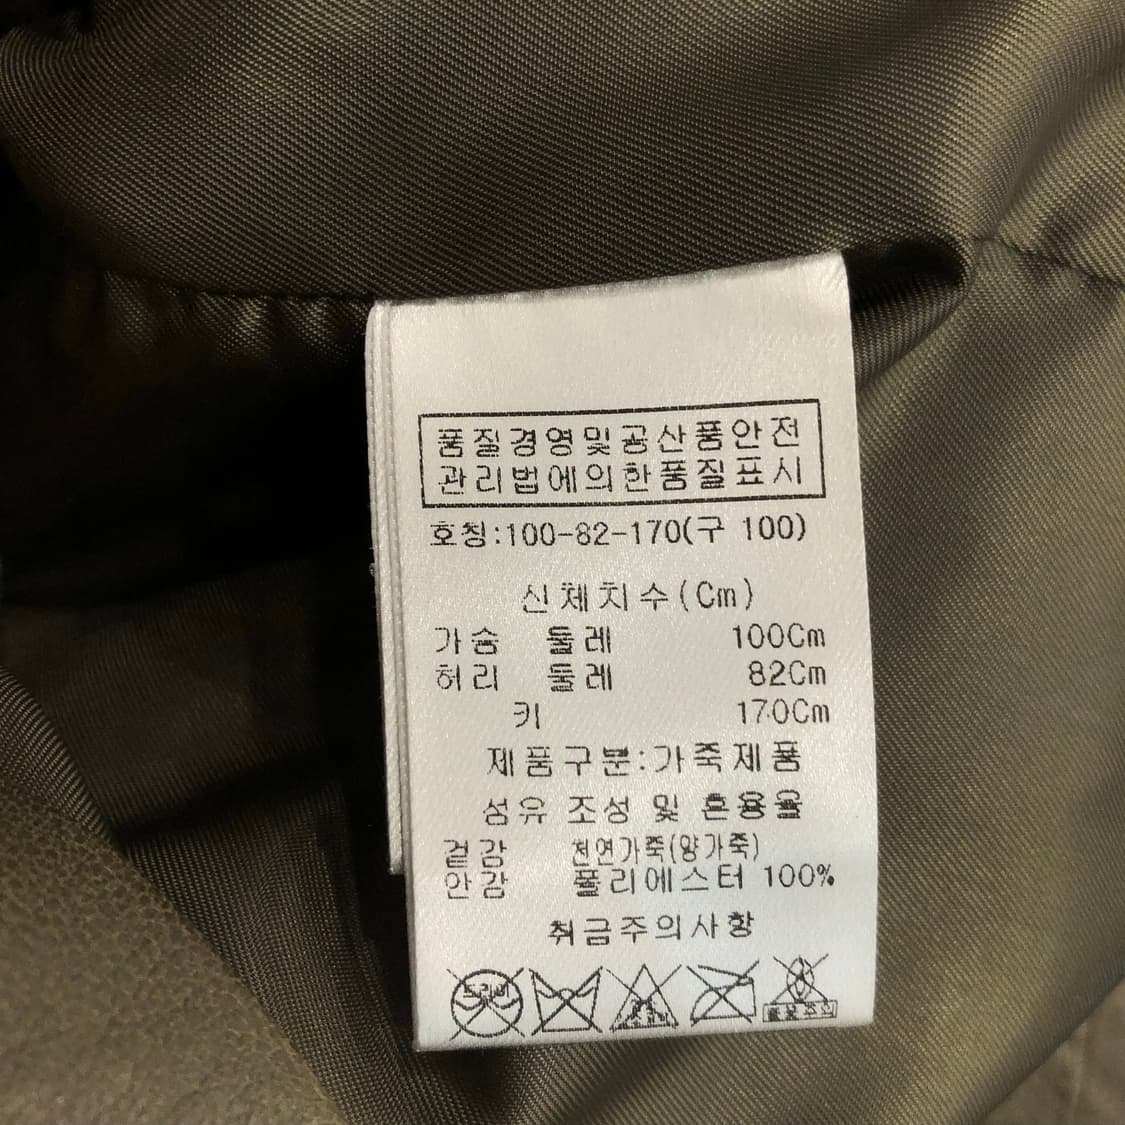 품질경영및공산품안전
관리법에의한품질표시
호칭:100-82-170(구 100)
신체치수(Cm)
가슴 둘레 100Cm
허리 둘레 82Cm
키 170Cm
제품구분:가죽제품
섬유 조성 및 혼용율
겉감 천연가죽(양가죽)
안감 폴리에스터 100%
취급주의사항
드라이